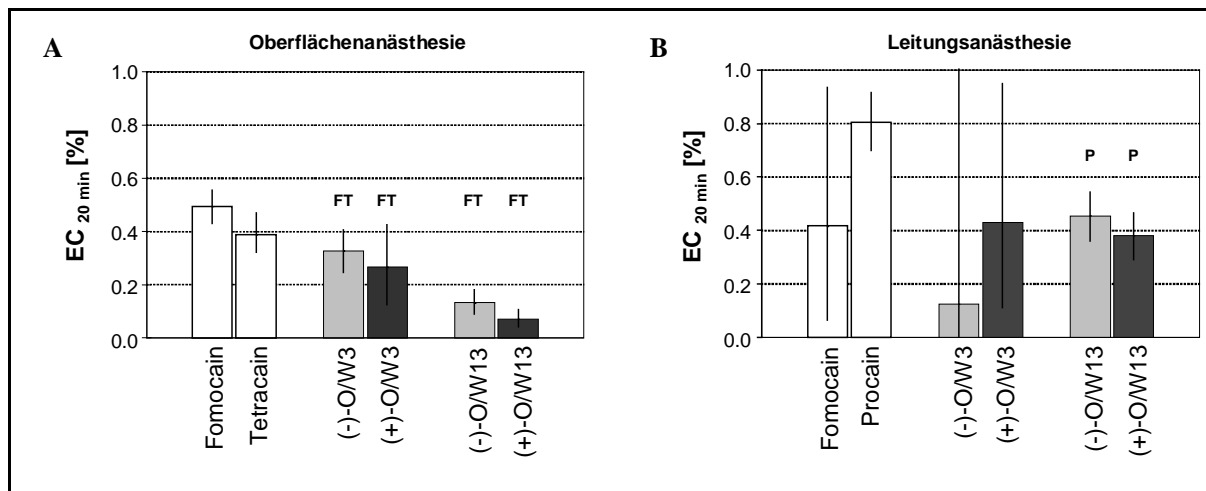 A
Oberflächenanästhesie
EC 20 min [%]
1.0
0.8
0.6
0.4
0.2
0.0
FT
FT
FT
FT
Fomocain
Tetracain
(-)-O/W3
(+)-O/W3
(-)-O/W13
(+)-O/W13
B
Leitungsanästhesie
EC 20 min [%]
1.0
0.8
0.6
0.4
0.2
0.0
P
P
Fomocain
Procain
(-)-O/W3
(+)-O/W3
(-)-O/W13
(+)-O/W13